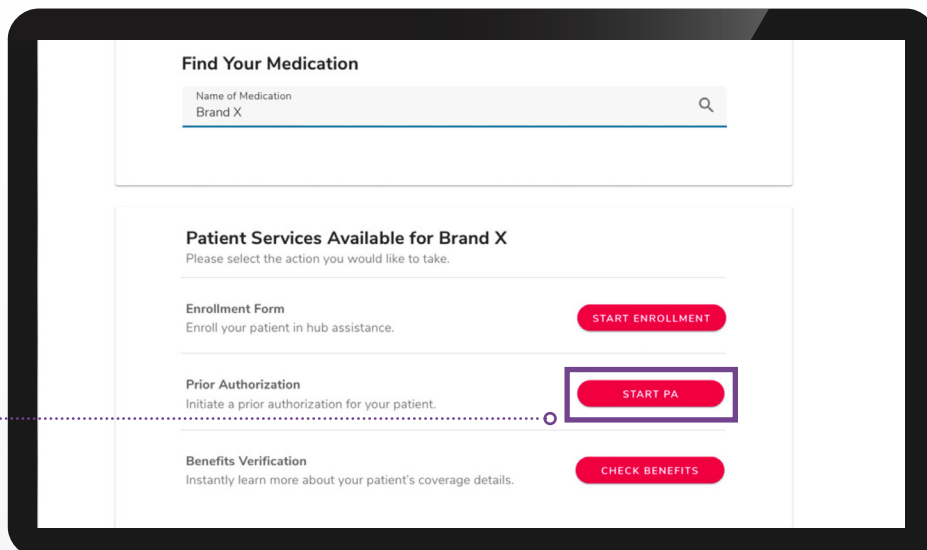 Find Your Medication
Name of Medication
Brand X
Patient Services Available for Brand X
Please select the action you would like to take.
Enrollment Form
Enroll your patient in hub assistance.
START ENROLLMENT
Prior Authorization
Initiate a prior authorization for your patient.
START PA
Benefits Verification
Instantly learn more about your patient's coverage details.
CHECK BENEFITS